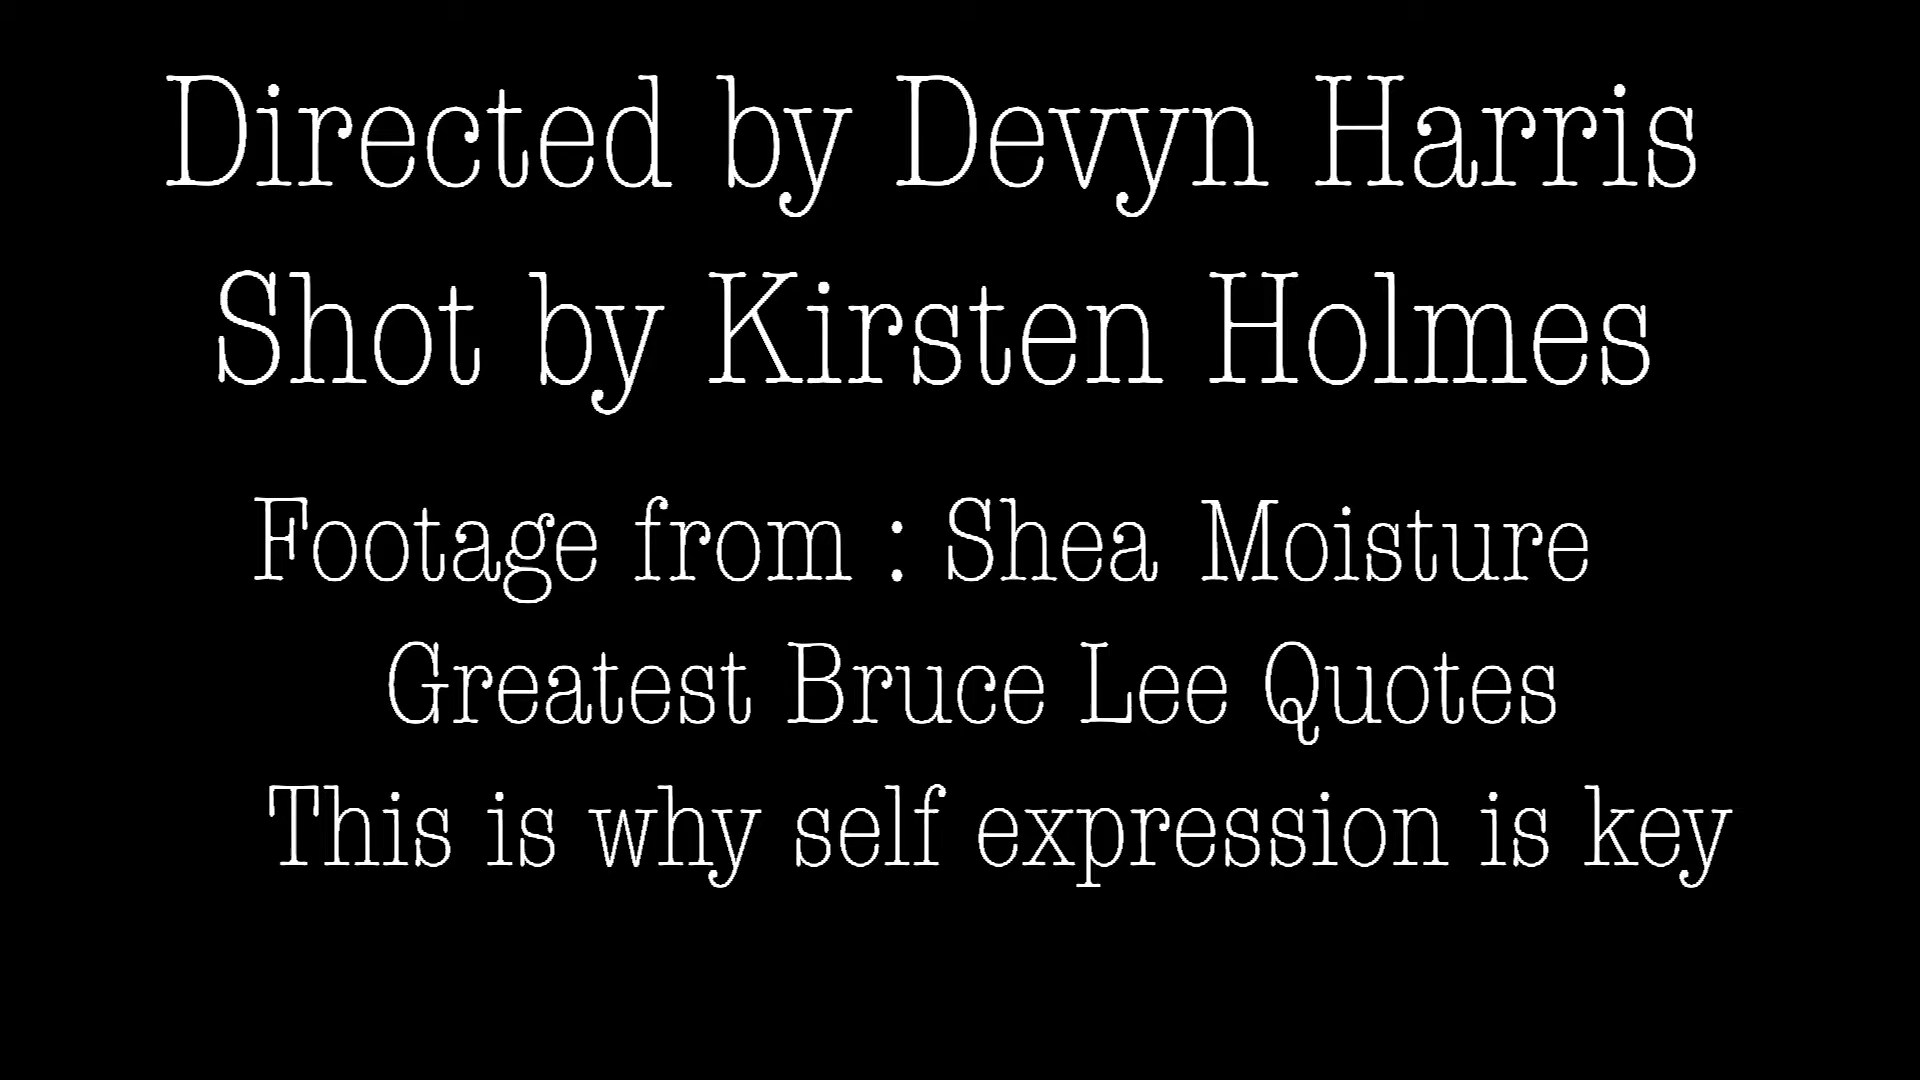 Directed by Devyn Harris
Shot by Kirsten Holmes
Footage from : Shea Moisture
Greatest Bruce Lee Quotes
This is why self expression is key